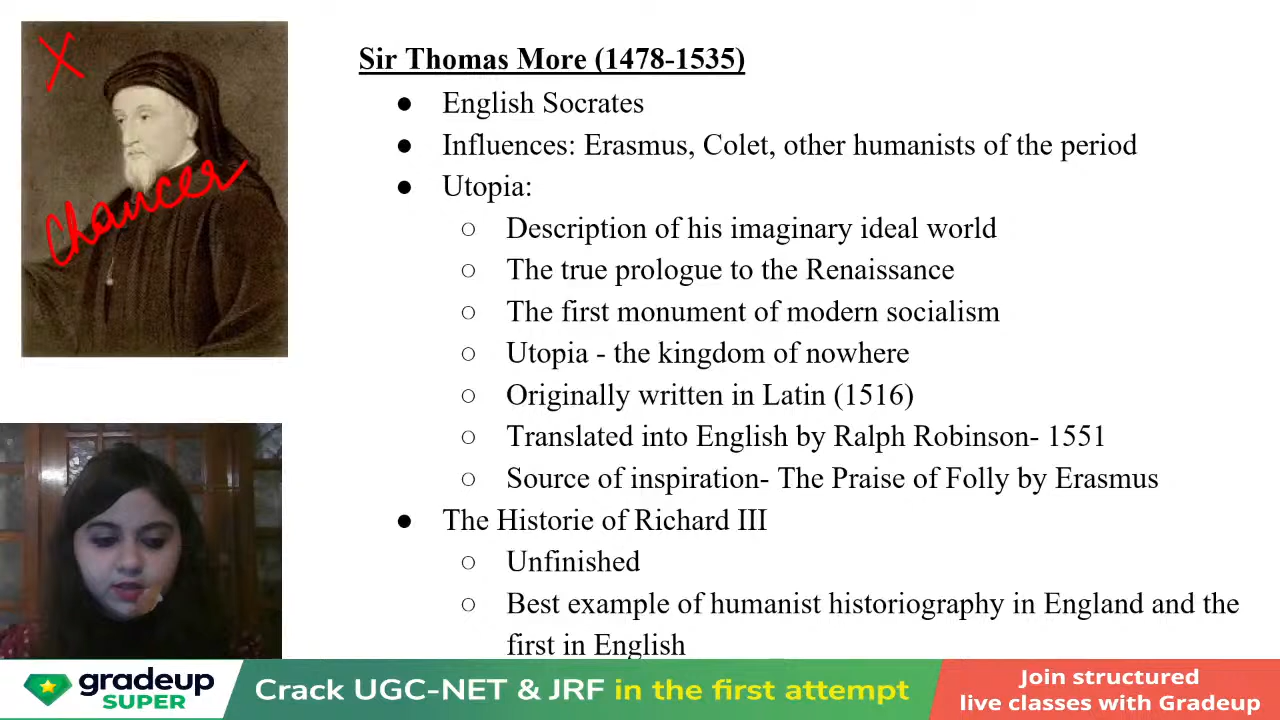 X
Chaucer
Sir Thomas More (1478-1535)
● English Socrates
● Influences: Erasmus, Colet, other humanists of the period
● Utopia:
○ Description of his imaginary ideal world
○ The true prologue to the Renaissance
○ The first monument of modern socialism
○ Utopia - the kingdom of nowhere
○ Originally written in Latin (1516)
○ Translated into English by Ralph Robinson- 1551
○ Source of inspiration- The Praise of Folly by Erasmus
● The Historie of Richard III
○ Unfinished
○ Best example of humanist historiography in England and the
first in English
gradeup
SUPER
Crack UGC-NET & JRF in the first attempt
Join structured
live classes with Gradeup